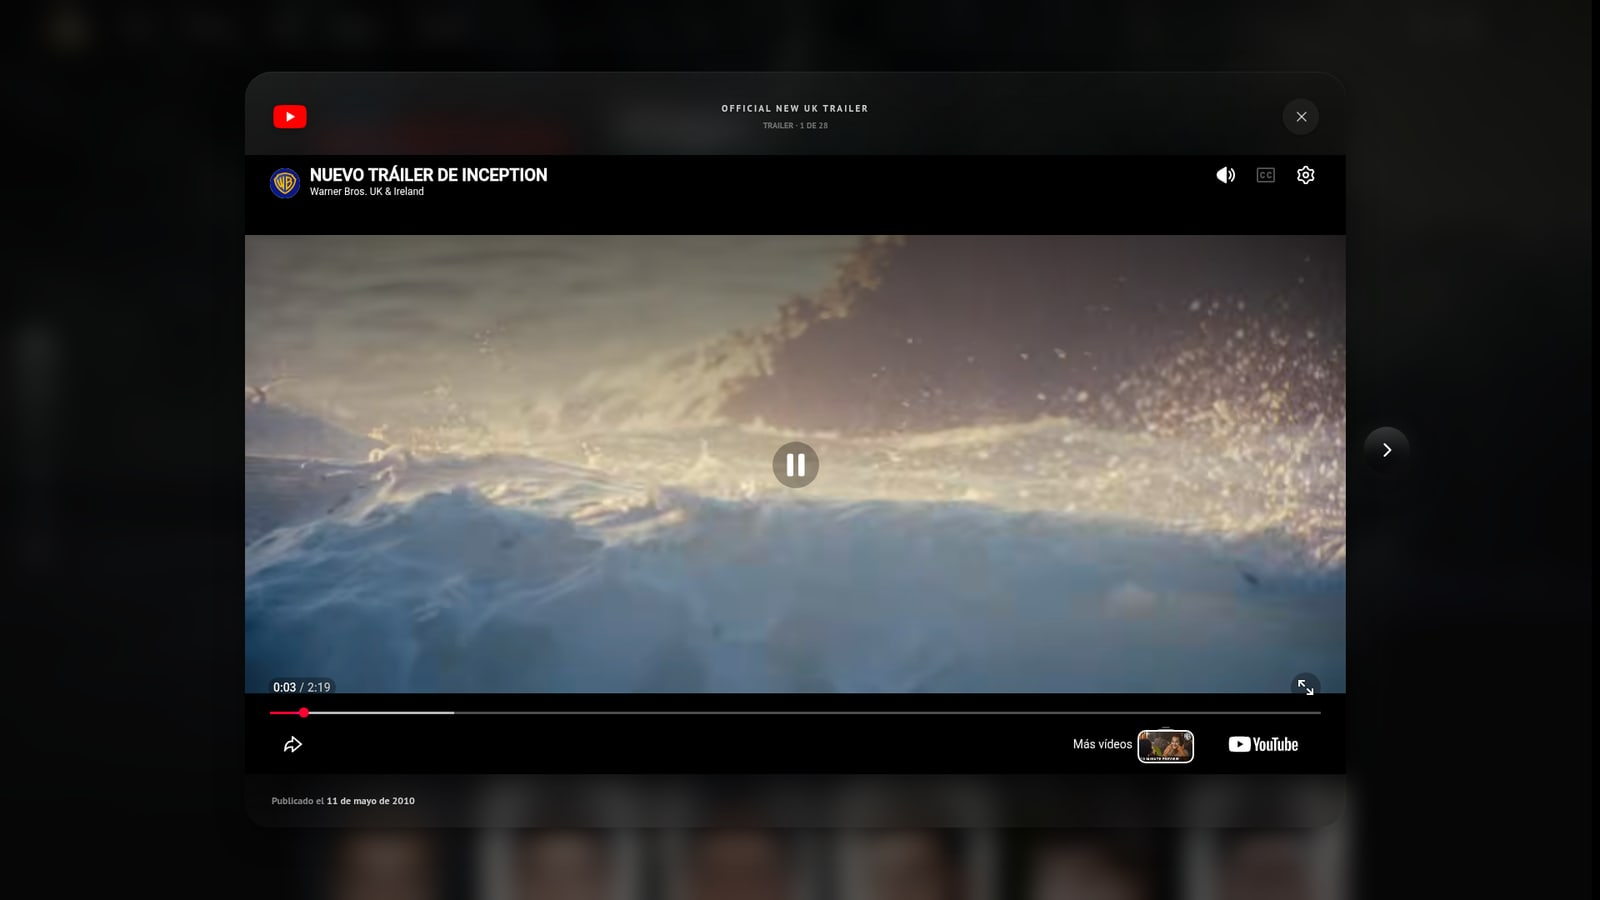 OFFICIAL NEW UK TRAILER
TRAILER · 1 DE 28
NUEVO TRÁILER DE INCEPTION
Warner Bros. UK & Ireland
CC
0:03 / 2:19
Más vídeos
YouTube
Publicado el 11 de mayo de 2010